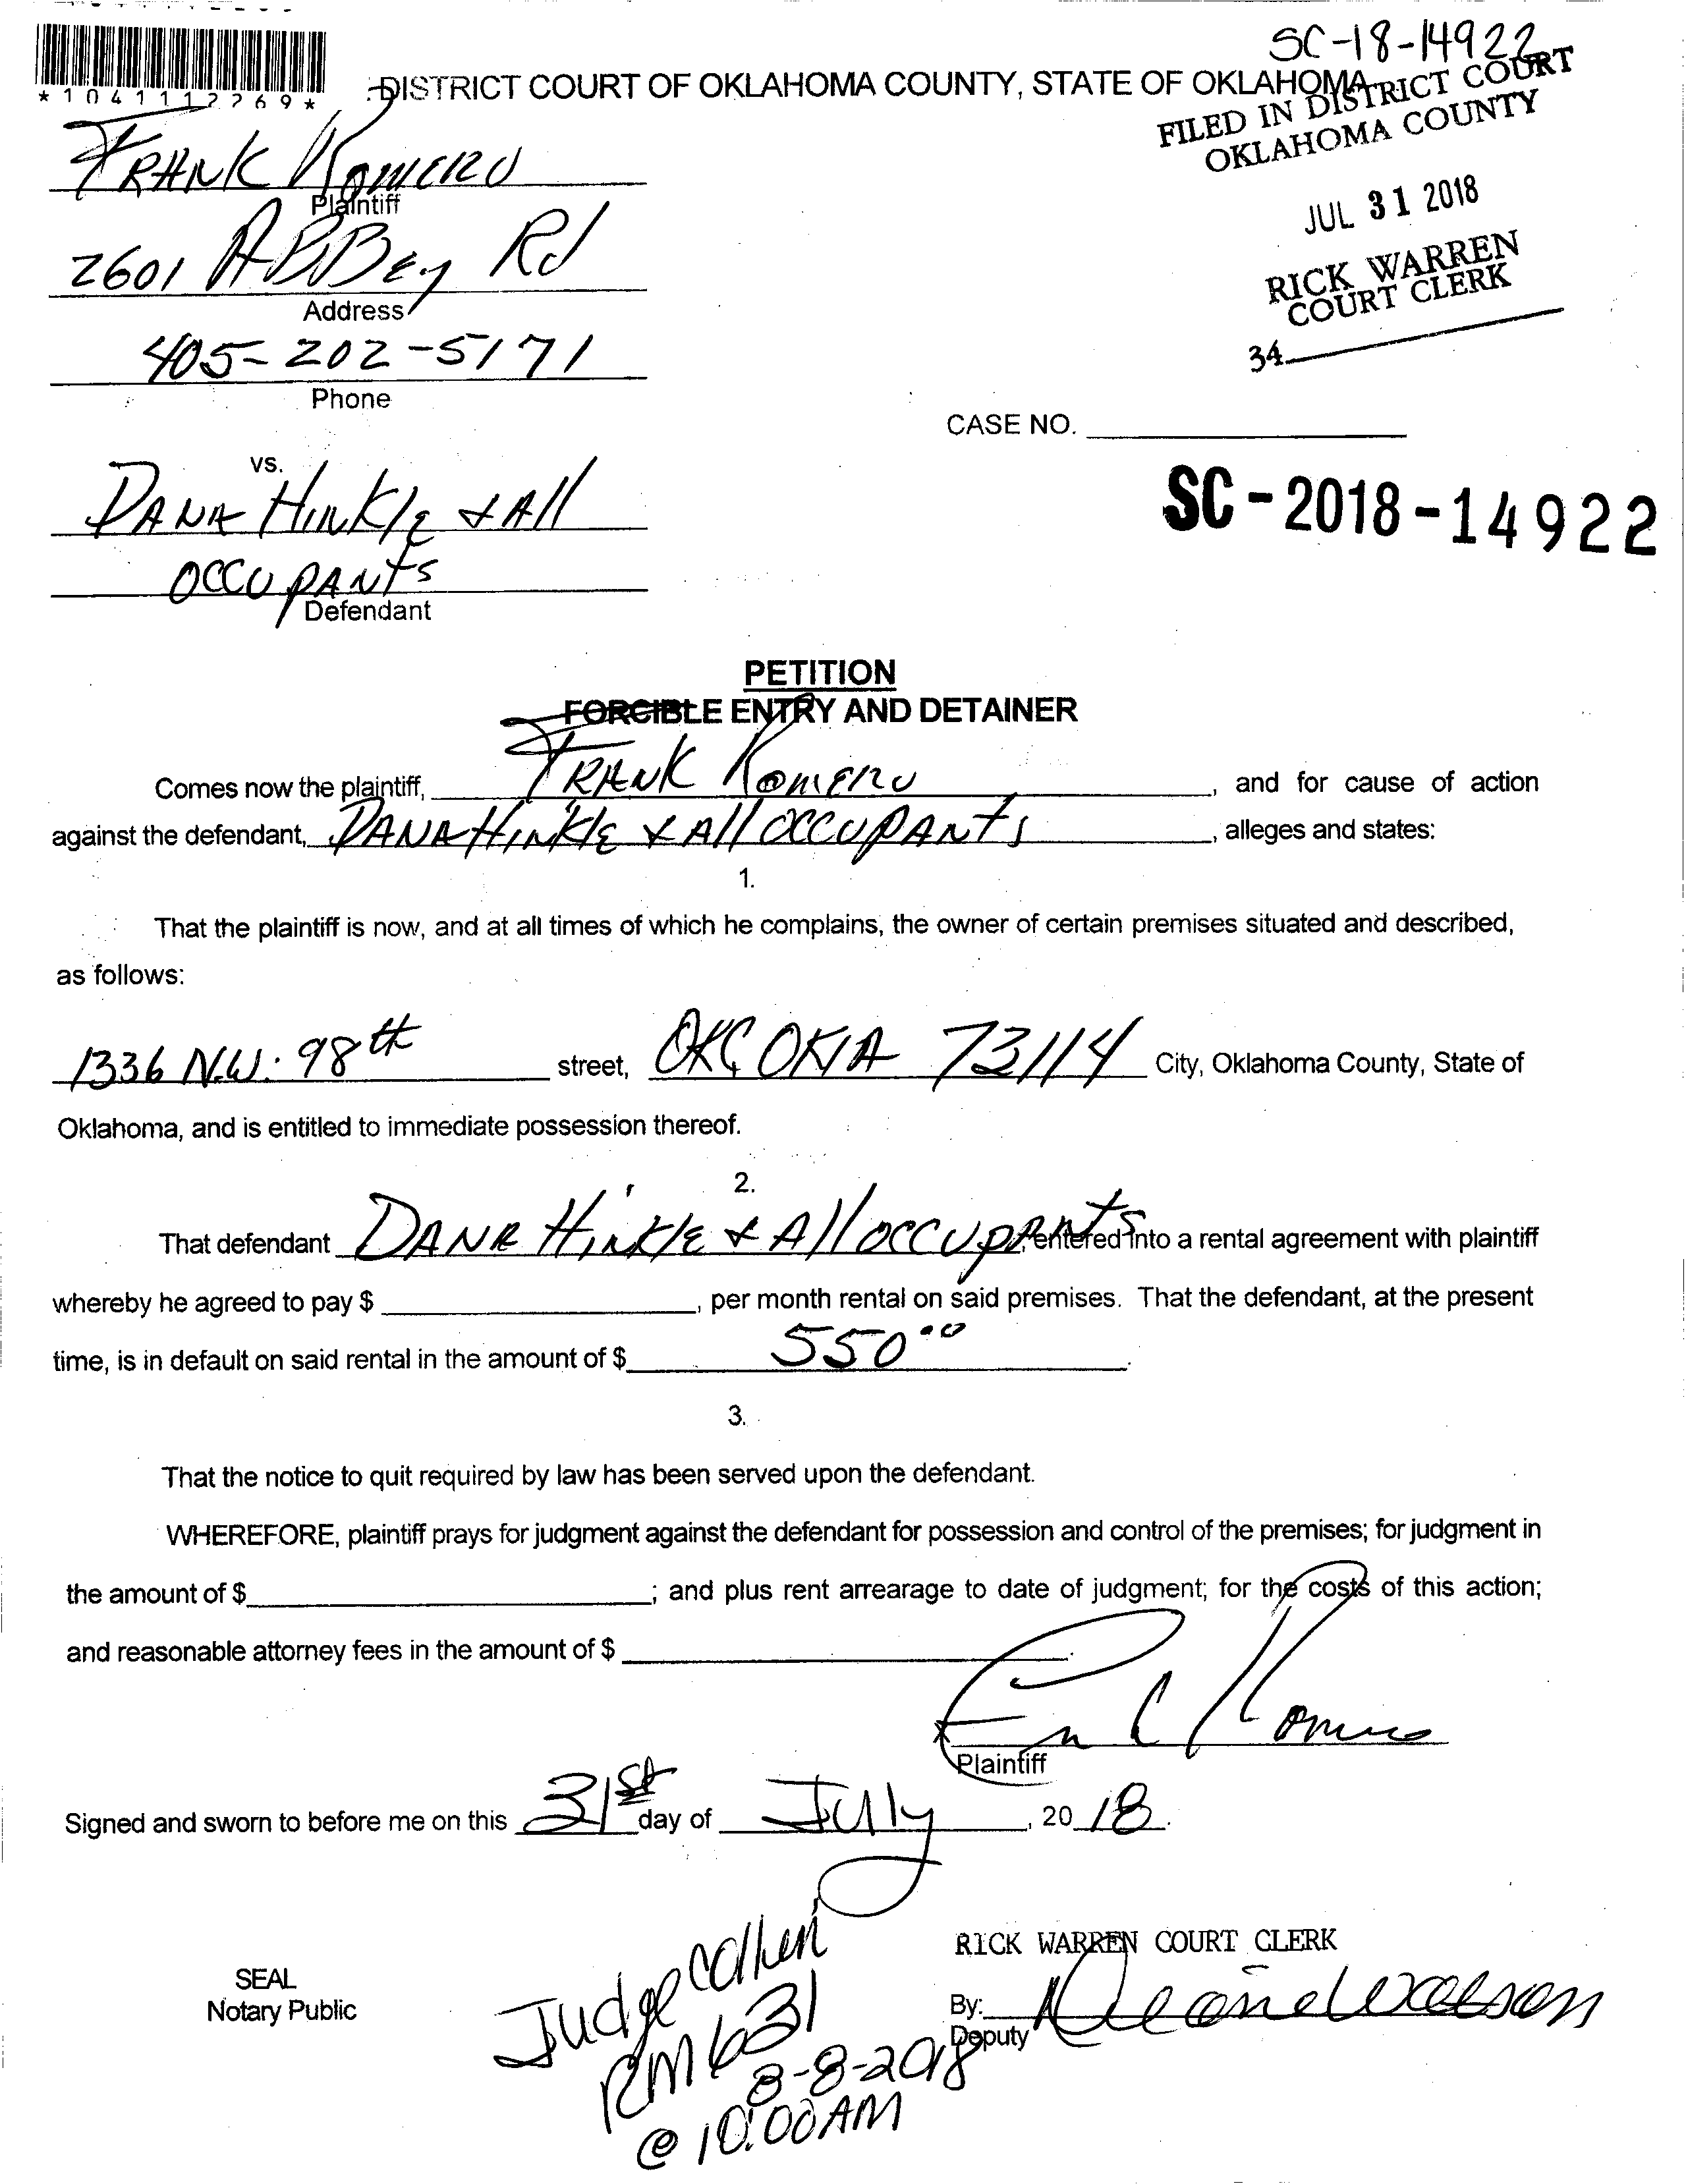 SC-18-14922
*1041112269*
DISTRICT COURT OF OKLAHOMA COUNTY, STATE OF OKLAHOMA
FILED IN DISTRICT COURT
OKLAHOMA COUNTY
JUL 31 2018
RICK WARREN
COURT CLERK
34
FRANK ROMERO
Plaintiff
2601 ABBEY Rd
Address
405-202-5171
Phone
CASE NO.
SC-2018-14922
vs.
DANA HINKLE & All
OCCUPANTS
Defendant
PETITION
FORCIBLE ENTRY AND DETAINER
Comes now the plaintiff, FRANK ROMERO, and for cause of action
against the defendant, DANA HINKLE & All OCCUPANTS, alleges and states:
1.
That the plaintiff is now, and at all times of which he complains, the owner of certain premises situated and described,
as follows:
1336 N.W. 98th street, OKC OKlA 73114 City, Oklahoma County, State of
Oklahoma, and is entitled to immediate possession thereof.
2.
That defendant DANA HINKLE & All OCCUPANTS, entered into a rental agreement with plaintiff
whereby he agreed to pay $, per month rental on said premises. That the defendant, at the present
time, is in default on said rental in the amount of $ 550.00.
3.
That the notice to quit required by law has been served upon the defendant.
WHEREFORE, plaintiff prays for judgment against the defendant for possession and control of the premises; for judgment in
the amount of $; and plus rent arrearage to date of judgment; for the costs of this action;
and reasonable attorney fees in the amount of $.
Plaintiff
Signed and sworn to before me on this 31st day of July, 20 18.
SEAL
Notary Public
Judge
RM 631
8-8-2018
@ 10:00 AM
RICK WARREN COURT CLERK
By:
Deputy